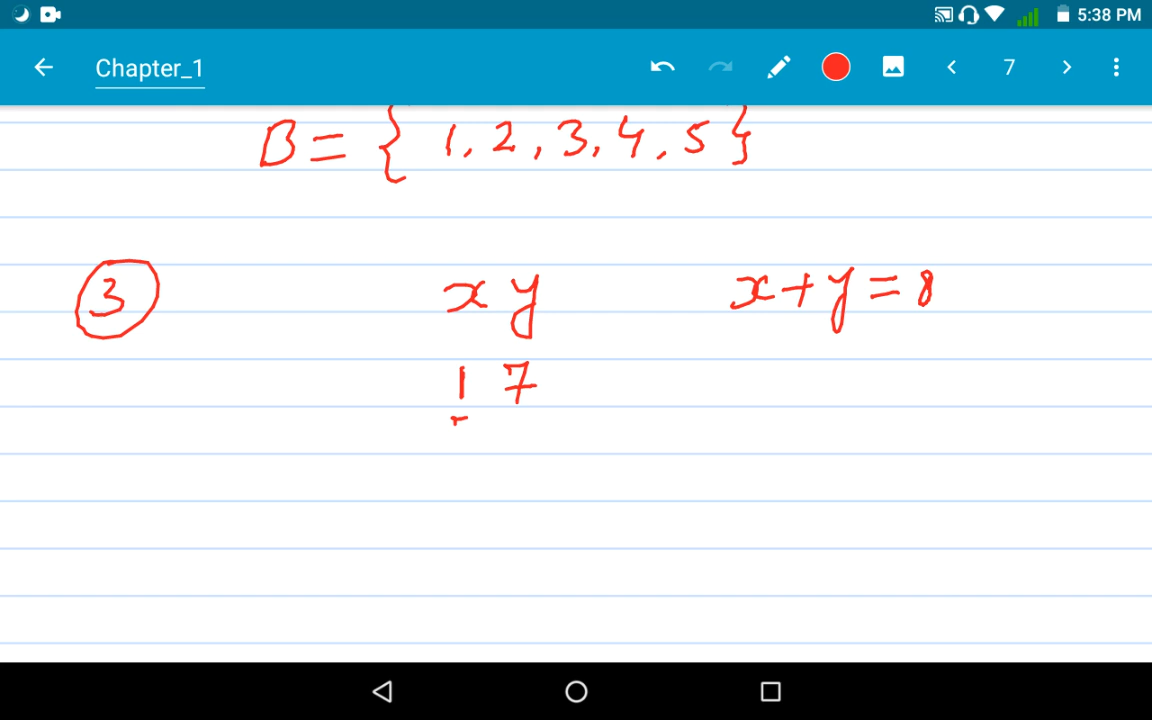 5:38 PM
Chapter_1
7
B = { 1, 2, 3, 4, 5 }
3 x y x + y = 8
1 7